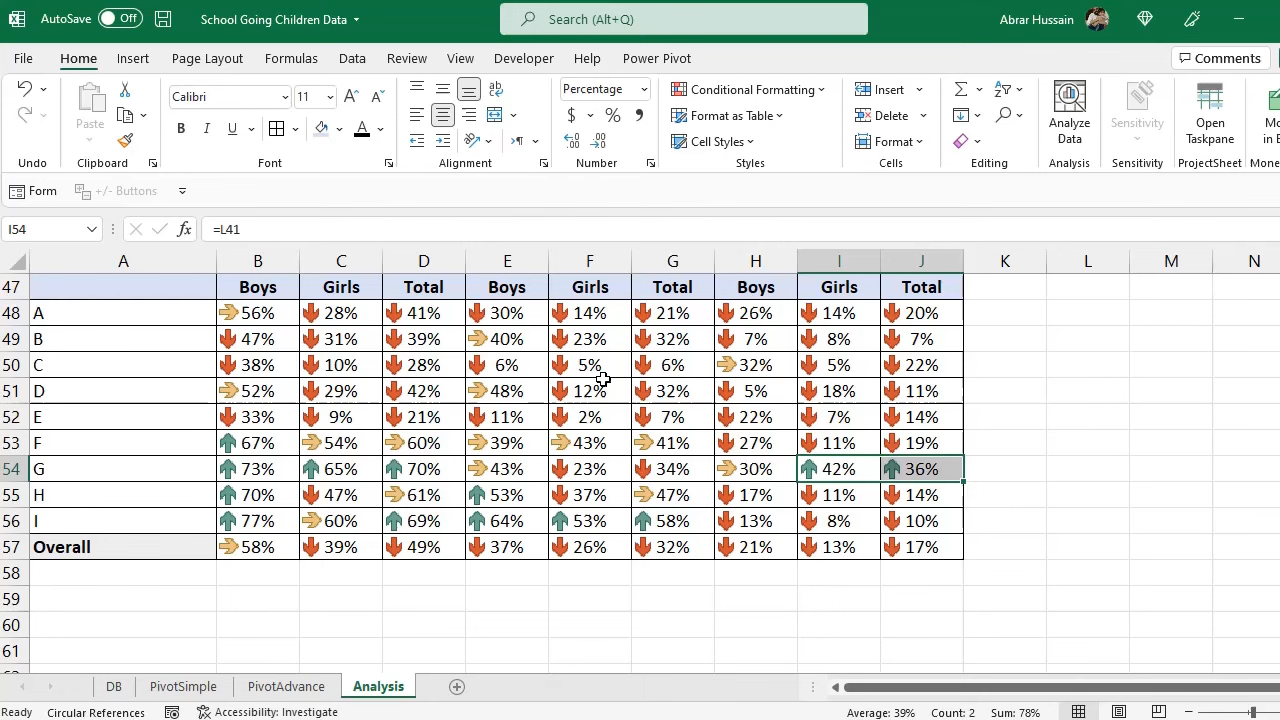 AutoSave Off School Going Children Data Search (Alt+Q) Abrar Hussain
File Home Insert Page Layout Formulas Data Review View Developer Help Power Pivot Comments
Calibri 11 Percentage Conditional Formatting Insert
Paste Format as Table Delete Analyze Data Sensitivity Open Taskpane
B I U A $ % Cell Styles Format
Undo Clipboard Font Alignment Number Styles Cells Editing Analysis Sensitivity ProjectSheet
Form +/- Buttons
I54 fx =L41
A B C D E F G H I J K L M N
47 Boys Girls Total Boys Girls Total Boys Girls Total
48 A 56% 28% 41% 30% 14% 21% 26% 14% 20%
49 B 47% 31% 39% 40% 23% 32% 7% 8% 7%
50 C 38% 10% 28% 6% 5% 6% 32% 5% 22%
51 D 52% 29% 42% 48% 12% 32% 5% 18% 11%
52 E 33% 9% 21% 11% 2% 7% 22% 7% 14%
53 F 67% 54% 60% 39% 43% 41% 27% 11% 19%
54 G 73% 65% 70% 43% 23% 34% 30% 42% 36%
55 H 70% 47% 61% 53% 37% 47% 17% 11% 14%
56 I 77% 60% 69% 64% 53% 58% 13% 8% 10%
57 Overall 58% 39% 49% 37% 26% 32% 21% 13% 17%
58
59
60
61
DB PivotSimple PivotAdvance Analysis
Ready Circular References Accessibility: Investigate Average: 39% Count: 2 Sum: 78%